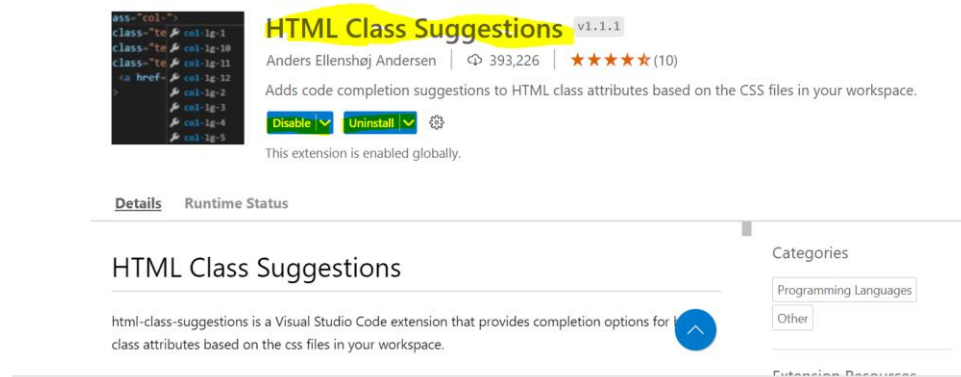 ass="col-">
class="te col-lg-1
class="te col-lg-10
class="te col-lg-11
<a href= col-lg-12
> col-lg-2
col-lg-3
col-lg-4
col-lg-5
HTML Class Suggestions v1.1.1
Anders Ellenshøj Andersen 393,226 (10)
Adds code completion suggestions to HTML class attributes based on the CSS files in your workspace.
Disable Uninstall
This extension is enabled globally.
Details Runtime Status
HTML Class Suggestions
html-class-suggestions is a Visual Studio Code extension that provides completion options for
class attributes based on the css files in your workspace.
Categories
Programming Languages
Other
Extension Resources